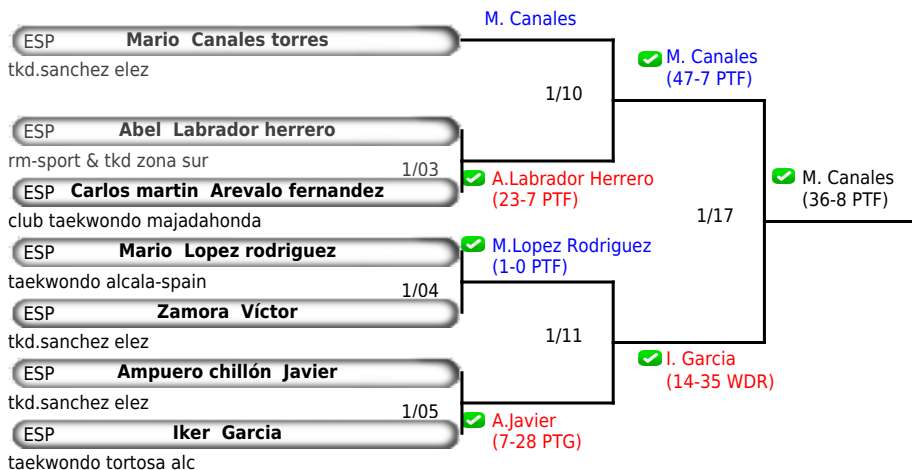 M. Canales
ESP Mario Canales torres
tkd.sanchez elez
M. Canales
(47-7 PTF)
1/10
ESP Abel Labrador herrero
rm-sport & tkd zona sur
1/03
A.Labrador Herrero
(23-7 PTF)
ESP Carlos martin Arevalo fernandez
club taekwondo majadahonda
M. Canales
(36-8 PTF)
1/17
ESP Mario Lopez rodriguez
taekwondo alcala-spain
M.Lopez Rodriguez
(1-0 PTF)
1/04
ESP Zamora Víctor
tkd.sanchez elez
1/11
I. Garcia
(14-35 WDR)
ESP Ampuero chillón Javier
tkd.sanchez elez
1/05
A.Javier
(7-28 PTG)
ESP Iker Garcia
taekwondo tortosa alc